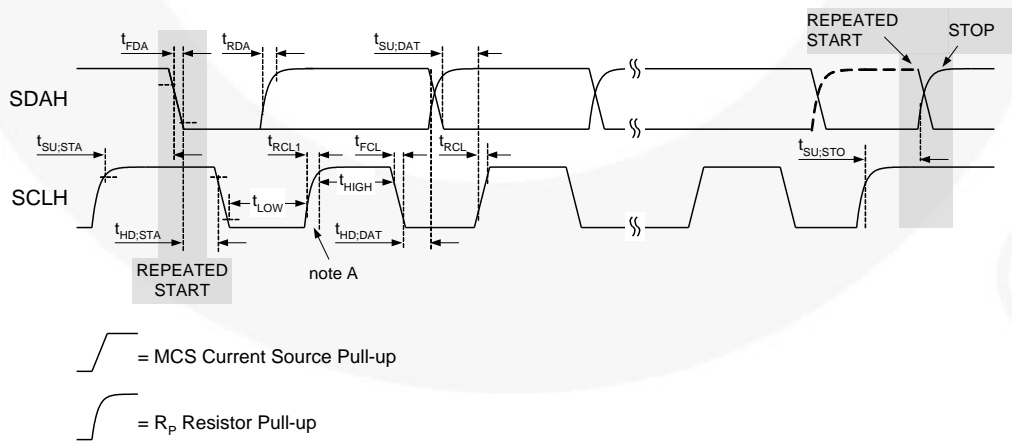 REPEATED
START
STOP
tFDA
tRDA
tSU;DAT
SDAH
tSU;STA
tRCL1
tFCL
tRCL
tSU;STO
SCLH
tHIGH
tLOW
tHD;STA
tHD;DAT
note A
REPEATED
START
= MCS Current Source Pull-up
= RP Resistor Pull-up